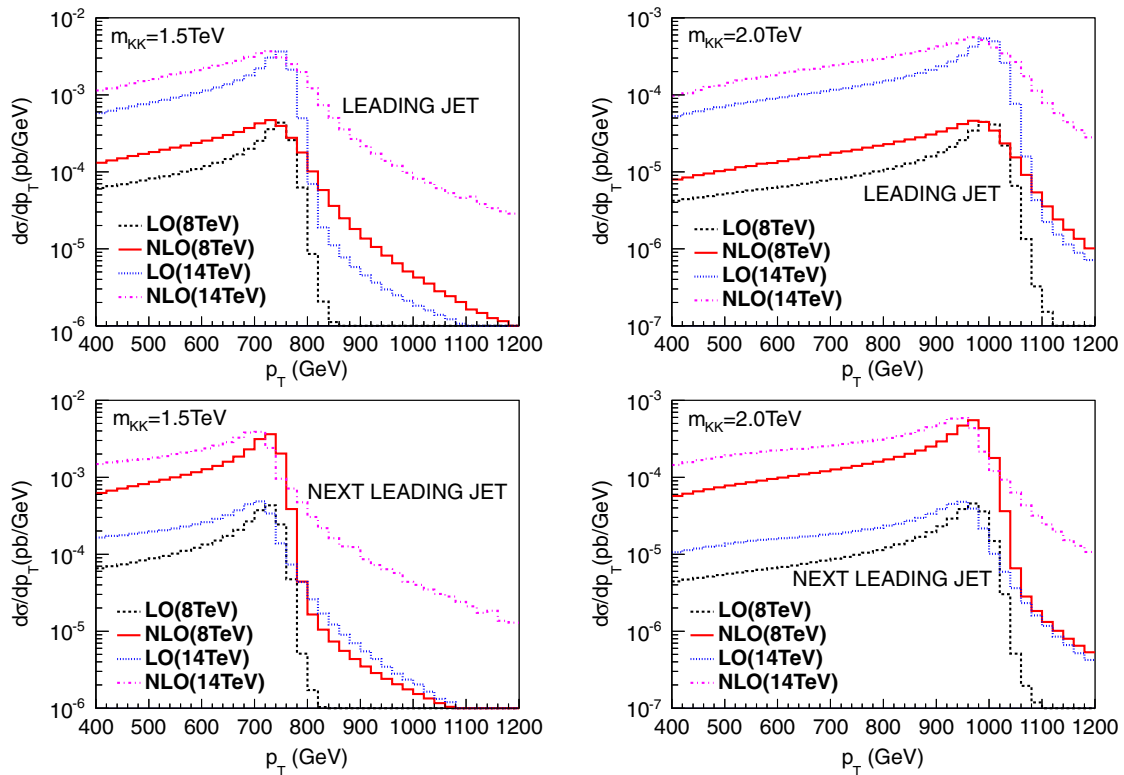 10⁻²
m_KK=1.5TeV
10⁻³
LEADING JET
10⁻⁴
LO(8TeV)
NLO(8TeV)
10⁻⁵
LO(14TeV)
NLO(14TeV)
10⁻⁶
400 500 600 700 800 900 1000 1100 1200
p_T (GeV)
dσ/dp_T(pb/GeV)
10⁻³
m_KK=2.0TeV
10⁻⁴
10⁻⁵
LEADING JET
LO(8TeV)
10⁻⁶
NLO(8TeV)
LO(14TeV)
NLO(14TeV)
10⁻⁷
400 500 600 700 800 900 1000 1100 1200
p_T (GeV)
dσ/dp_T(pb/GeV)
10⁻²
m_KK=1.5TeV
10⁻³
NEXT LEADING JET
10⁻⁴
LO(8TeV)
10⁻⁵
NLO(8TeV)
LO(14TeV)
NLO(14TeV)
10⁻⁶
400 500 600 700 800 900 1000 1100 1200
p_T (GeV)
dσ/dp_T(pb/GeV)
10⁻³
m_KK=2.0TeV
10⁻⁴
10⁻⁵
NEXT LEADING JET
LO(8TeV)
10⁻⁶
NLO(8TeV)
LO(14TeV)
NLO(14TeV)
10⁻⁷
400 500 600 700 800 900 1000 1100 1200
p_T (GeV)
dσ/dp_T(pb/GeV)